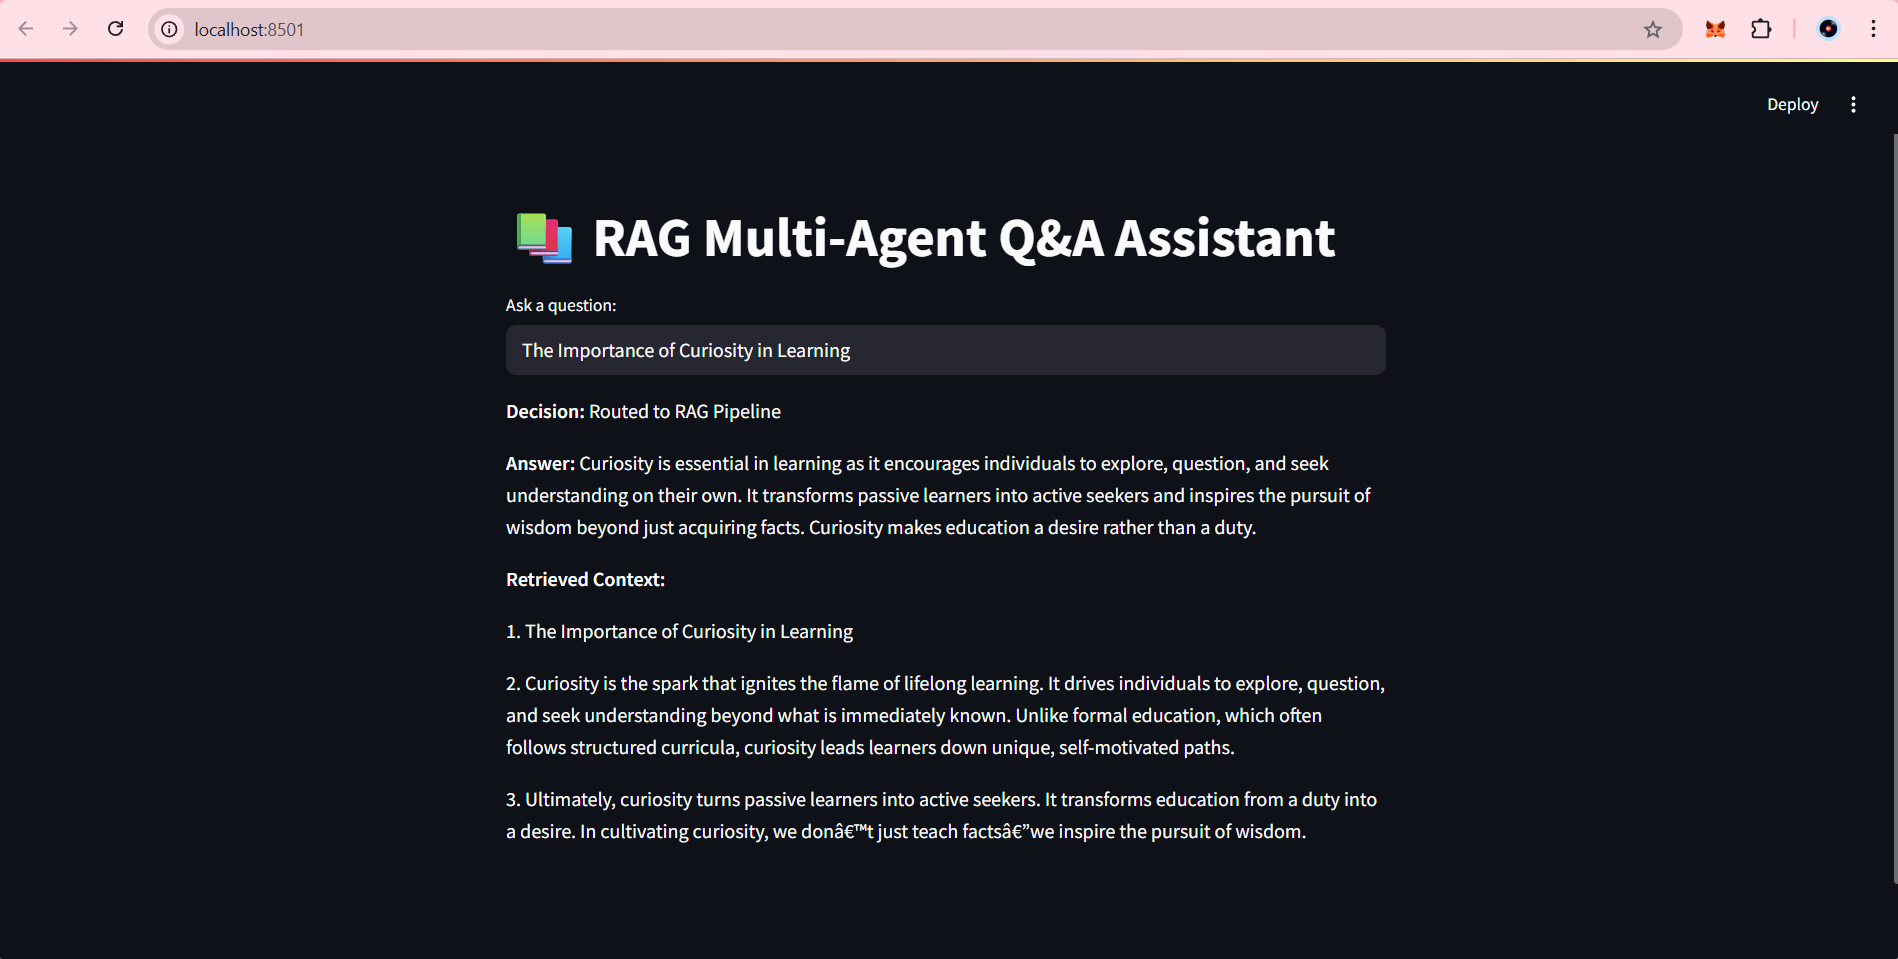 localhost:8501
Deploy
RAG Multi-Agent Q&A Assistant
Ask a question:
The Importance of Curiosity in Learning
Decision: Routed to RAG Pipeline
Answer: Curiosity is essential in learning as it encourages individuals to explore, question, and seek
understanding on their own. It transforms passive learners into active seekers and inspires the pursuit of
wisdom beyond just acquiring facts. Curiosity makes education a desire rather than a duty.
Retrieved Context:
1. The Importance of Curiosity in Learning
2. Curiosity is the spark that ignites the flame of lifelong learning. It drives individuals to explore, question,
and seek understanding beyond what is immediately known. Unlike formal education, which often
follows structured curricula, curiosity leads learners down unique, self-motivated paths.
3. Ultimately, curiosity turns passive learners into active seekers. It transforms education from a duty into
a desire. In cultivating curiosity, we donâ€™t just teach factsâ€”we inspire the pursuit of wisdom.